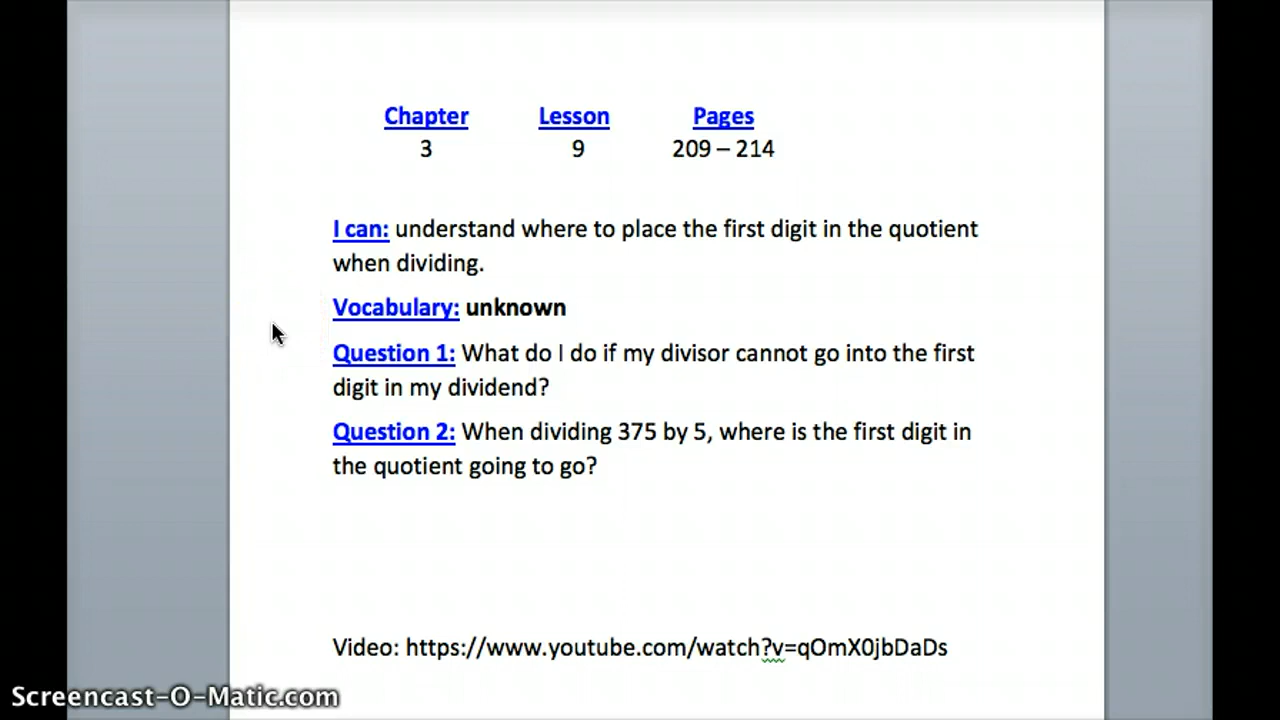 Chapter Lesson Pages
3 9 209 – 214
I can: understand where to place the first digit in the quotient
when dividing.
Vocabulary: unknown
Question 1: What do I do if my divisor cannot go into the first
digit in my dividend?
Question 2: When dividing 375 by 5, where is the first digit in
the quotient going to go?
Video: https://www.youtube.com/watch?v=qOmX0jbDaDs
Screencast-O-Matic.com